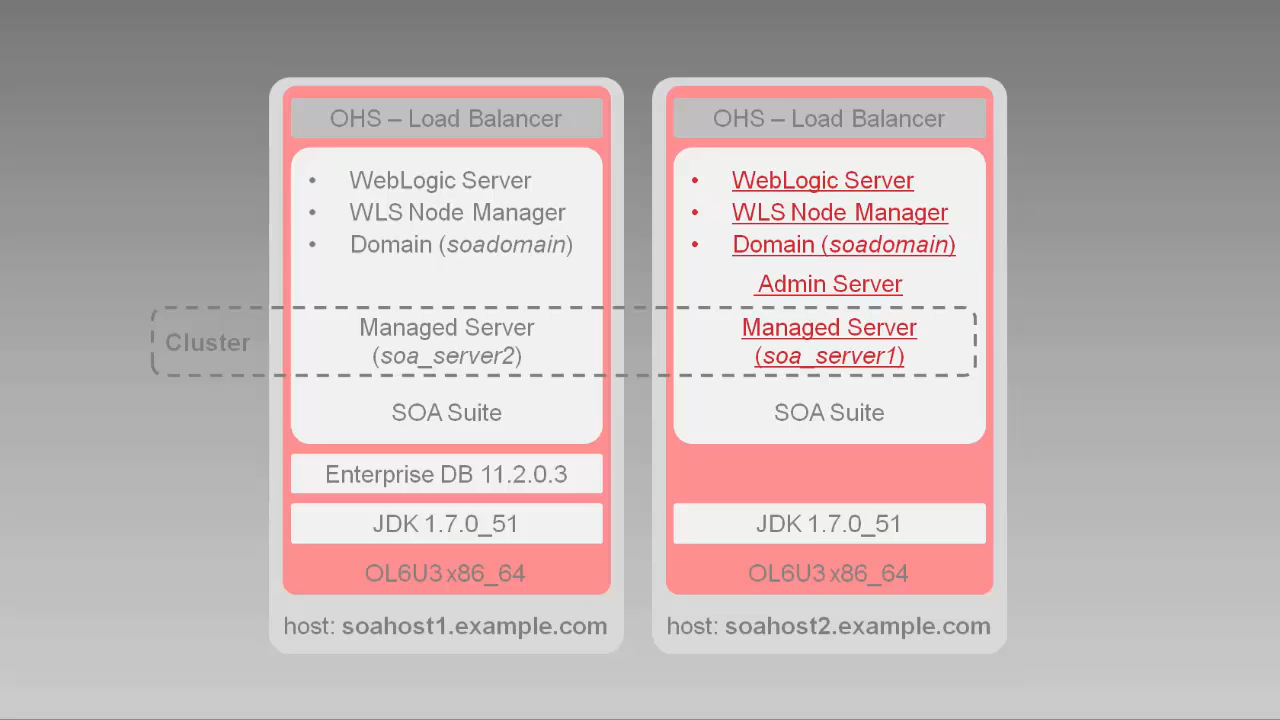 OHS – Load Balancer
• WebLogic Server
• WLS Node Manager
• Domain (soadomain)
Cluster
Managed Server
(soa_server2)
SOA Suite
Enterprise DB 11.2.0.3
JDK 1.7.0_51
OL6U3 x86_64
host: soahost1.example.com
OHS – Load Balancer
• WebLogic Server
• WLS Node Manager
• Domain (soadomain)
Admin Server
Managed Server
(soa_server1)
SOA Suite
JDK 1.7.0_51
OL6U3 x86_64
host: soahost2.example.com